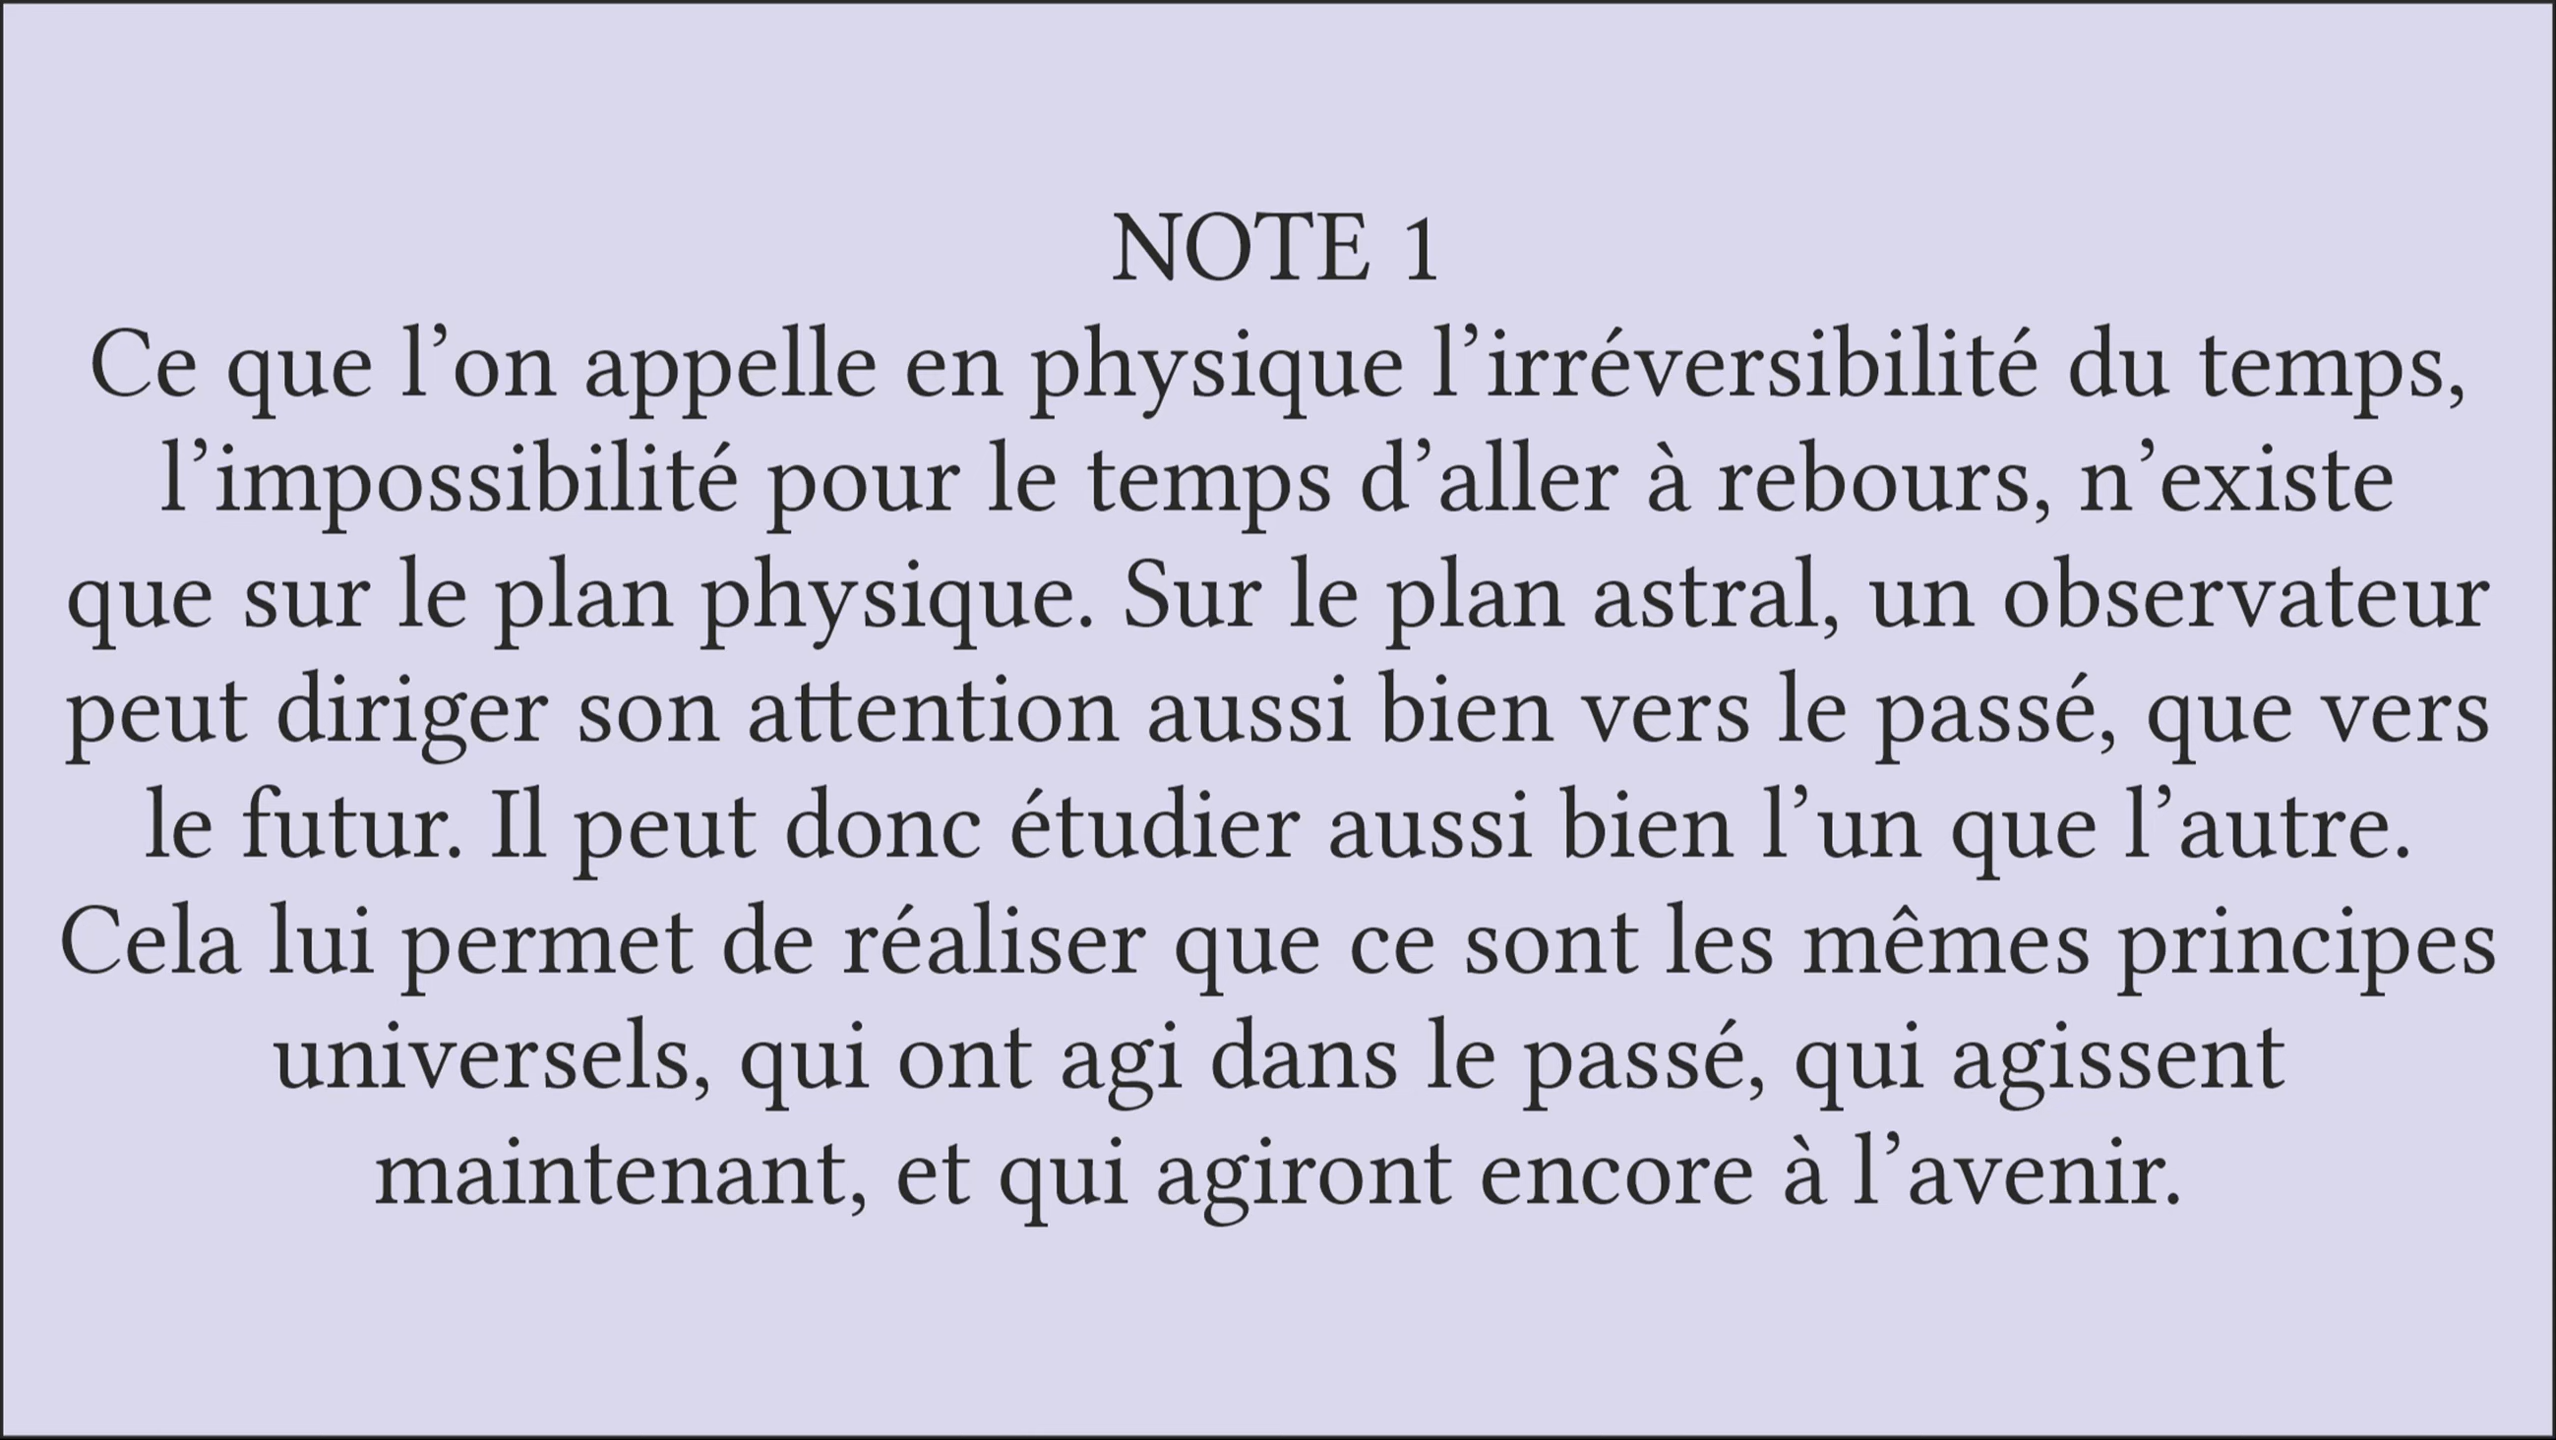 NOTE 1
Ce que l’on appelle en physique l’irréversibilité du temps,
l’impossibilité pour le temps d’aller à rebours, n’existe
que sur le plan physique. Sur le plan astral, un observateur
peut diriger son attention aussi bien vers le passé, que vers
le futur. Il peut donc étudier aussi bien l’un que l’autre.
Cela lui permet de réaliser que ce sont les mêmes principes
universels, qui ont agi dans le passé, qui agissent
maintenant, et qui agiront encore à l’avenir.